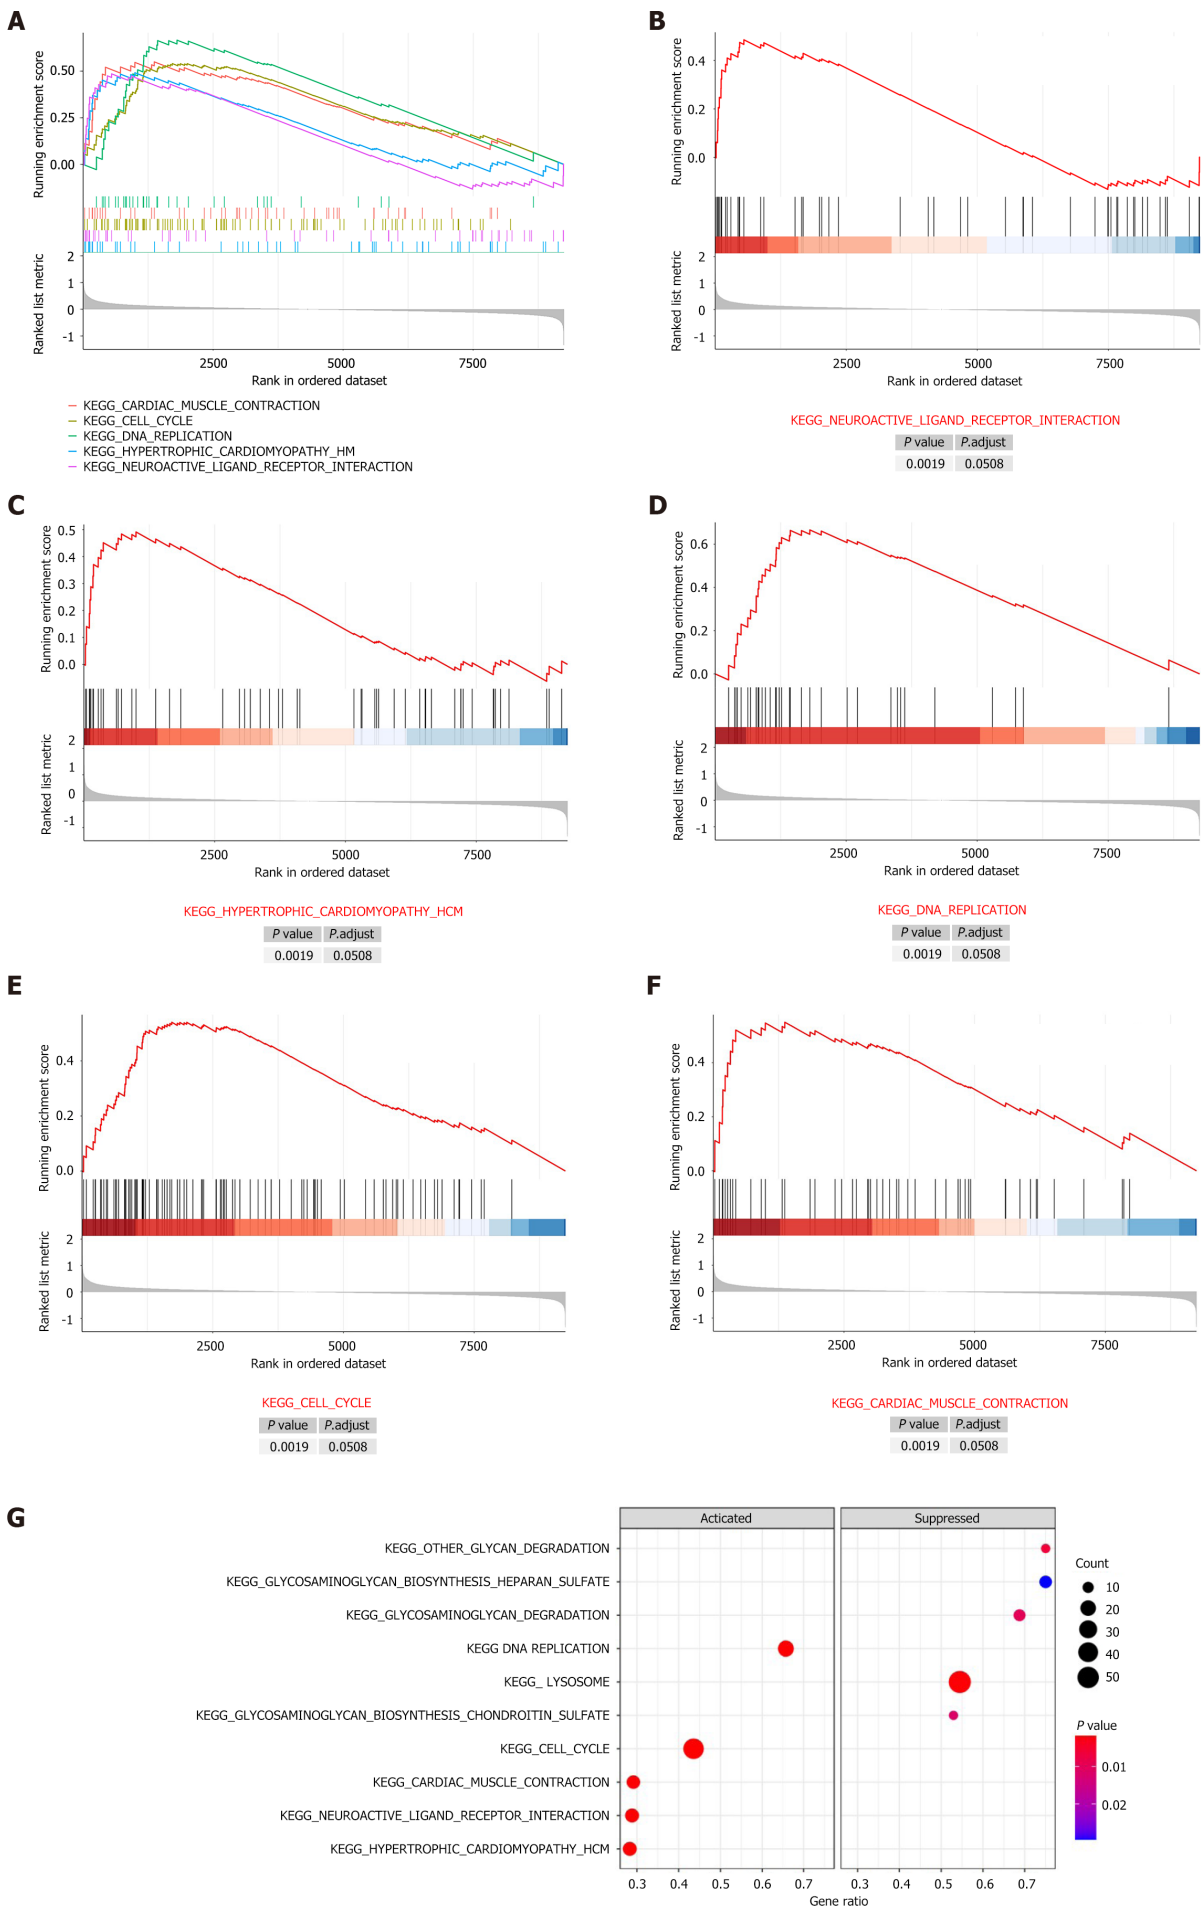 A
Running enrichment score
0.50
0.25
0.00
Ranked list metric
2
1
0
-1
2500 5000 7500
Rank in ordered dataset
KEGG_CARDIAC_MUSCLE_CONTRACTION
KEGG_CELL_CYCLE
KEGG_DNA_REPLICATION
KEGG_HYPERTROPHIC_CARDIOMYOPATHY_HM
KEGG_NEUROACTIVE_LIGAND_RECEPTOR_INTERACTION
B
Running enrichment score
0.4
0.2
0.0
Ranked list metric
2
1
0
-1
2500 5000 7500
Rank in ordered dataset
KEGG_NEUROACTIVE_LIGAND_RECEPTOR_INTERACTION
P value P.adjust
0.0019 0.0508
C
Running enrichment score
0.5
0.4
0.3
0.2
0.1
0.0
Ranked list metric
2
1
0
-1
2500 5000 7500
Rank in ordered dataset
KEGG_HYPERTROPHIC_CARDIOMYOPATHY_HCM
P value P.adjust
0.0019 0.0508
D
Running enrichment score
0.6
0.4
0.2
0.0
Ranked list metric
2
1
0
-1
2500 5000 7500
Rank in ordered dataset
KEGG_DNA_REPLICATION
P value P.adjust
0.0019 0.0508
E
Running enrichment score
0.4
0.2
0.0
Ranked list metric
2
1
0
-1
2500 5000 7500
Rank in ordered dataset
KEGG_CELL_CYCLE
P value P.adjust
0.0019 0.0508
F
Running enrichment score
0.4
0.2
0.0
Ranked list metric
2
1
0
-1
2500 5000 7500
Rank in ordered dataset
KEGG_CARDIAC_MUSCLE_CONTRACTION
P value P.adjust
0.0019 0.0508
G
Acticated Suppressed
KEGG_OTHER_GLYCAN_DEGRADATION
KEGG_GLYCOSAMINOGLYCAN_BIOSYNTHESIS_HEPARAN_SULFATE
KEGG_GLYCOSAMINOGLYCAN_DEGRADATION
KEGG DNA REPLICATION
KEGG_ LYSOSOME
KEGG_GLYCOSAMINOGLYCAN_BIOSYNTHESIS_CHONDROITIN_SULFATE
KEGG_CELL_CYCLE
KEGG_CARDIAC_MUSCLE_CONTRACTION
KEGG_NEUROACTIVE_LIGAND_RECEPTOR_INTERACTION
KEGG_HYPERTROPHIC_CARDIOMYOPATHY_HCM
0.3 0.4 0.5 0.6 0.7 0.3 0.4 0.5 0.6 0.7
Gene ratio
Count
10
20
30
40
50
P value
0.01
0.02